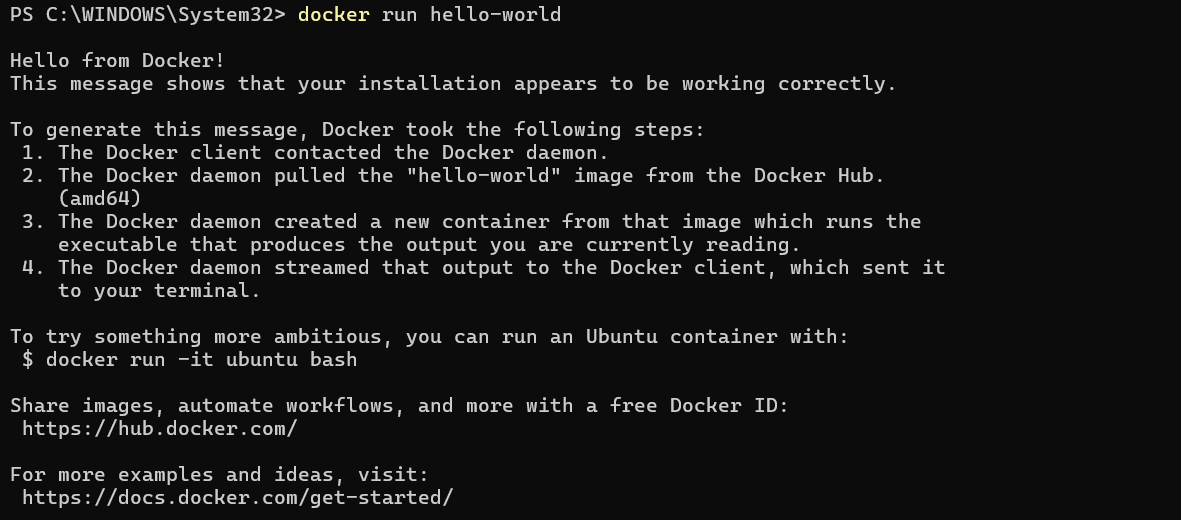 PS C:\WINDOWS\System32> docker run hello-world

Hello from Docker!
This message shows that your installation appears to be working correctly.

To generate this message, Docker took the following steps:
 1. The Docker client contacted the Docker daemon.
 2. The Docker daemon pulled the "hello-world" image from the Docker Hub.
    (amd64)
 3. The Docker daemon created a new container from that image which runs the
    executable that produces the output you are currently reading.
 4. The Docker daemon streamed that output to the Docker client, which sent it
    to your terminal.

To try something more ambitious, you can run an Ubuntu container with:
 $ docker run -it ubuntu bash

Share images, automate workflows, and more with a free Docker ID:
 https://hub.docker.com/

For more examples and ideas, visit:
 https://docs.docker.com/get-started/